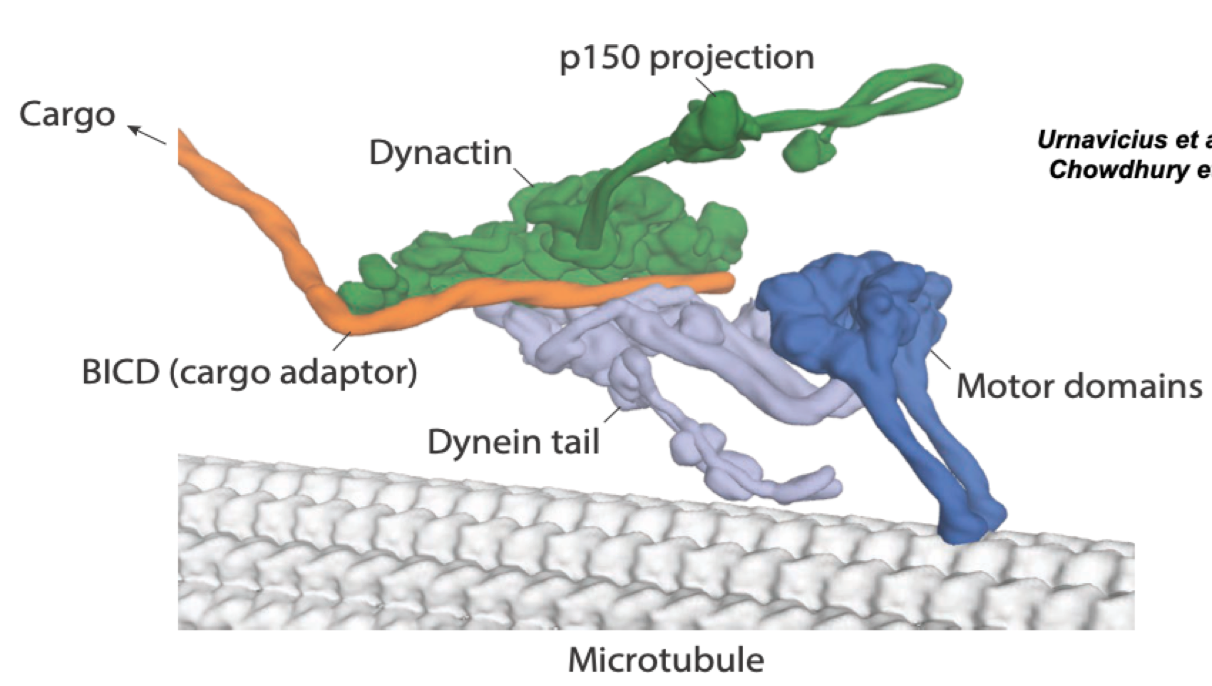 p150 projection
Cargo
Dynactin
Urnavicius et
Chowdhury
BICD (cargo adaptor)
Motor domains
Dynein tail
Microtubule